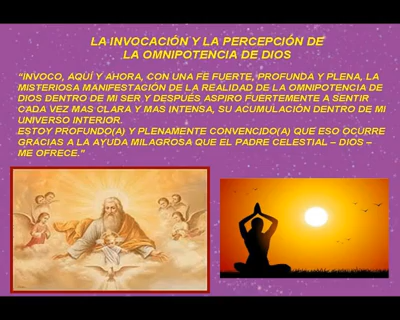 LA INVOCACIÓN Y LA PERCEPCIÓN DE
LA OMNIPOTENCIA DE DIOS
"INVOCO, AQUÍ Y AHORA, CON UNA FE FUERTE, PROFUNDA Y PLENA, LA
MISTERIOSA MANIFESTACIÓN DE LA REALIDAD DE LA OMNIPOTENCIA DE
DIOS DENTRO DE MI SER Y DESPUÉS ASPIRO FUERTEMENTE A SENTIR
CADA VEZ MAS CLARA Y MAS INTENSA, SU ACUMULACIÓN DENTRO DE MI
UNIVERSO INTERIOR.
ESTOY PROFUNDO(A) Y PLENAMENTE CONVENCIDO(A) QUE ESO OCURRE
GRACIAS A LA AYUDA MILAGROSA QUE EL PADRE CELESTIAL – DIOS –
ME OFRECE."